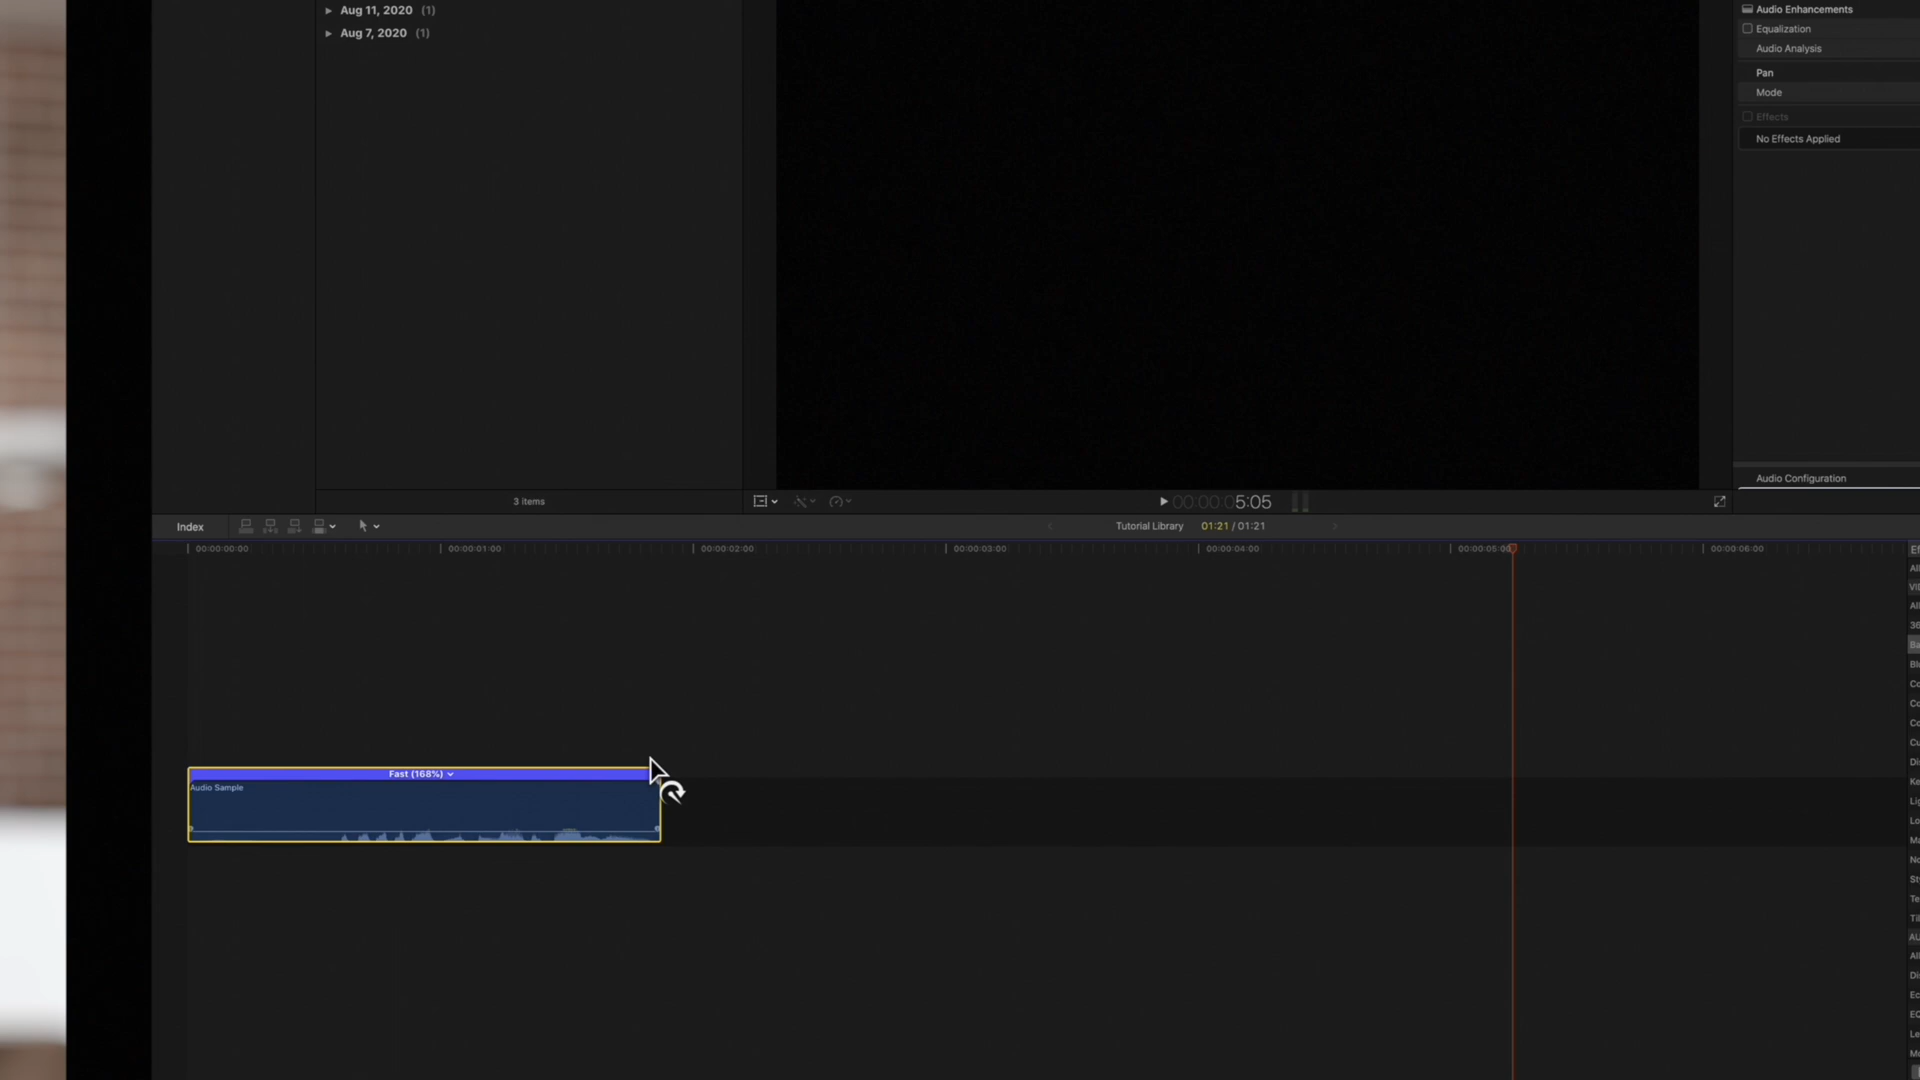 Aug 11, 2020 (1)
Aug 7, 2020 (1)
Audio Enhancements
Equalization
Audio Analysis
Pan
Mode
Effects
No Effects Applied
Audio Configuration
3 items
00:00:05:05
Index
Tutorial Library 01:21 / 01:21
00:00:00:00 00:00:01:00 00:00:02:00 00:00:03:00 00:00:04:00 00:00:05:00 00:00:06:00
Fast (168%)
Audio Sample